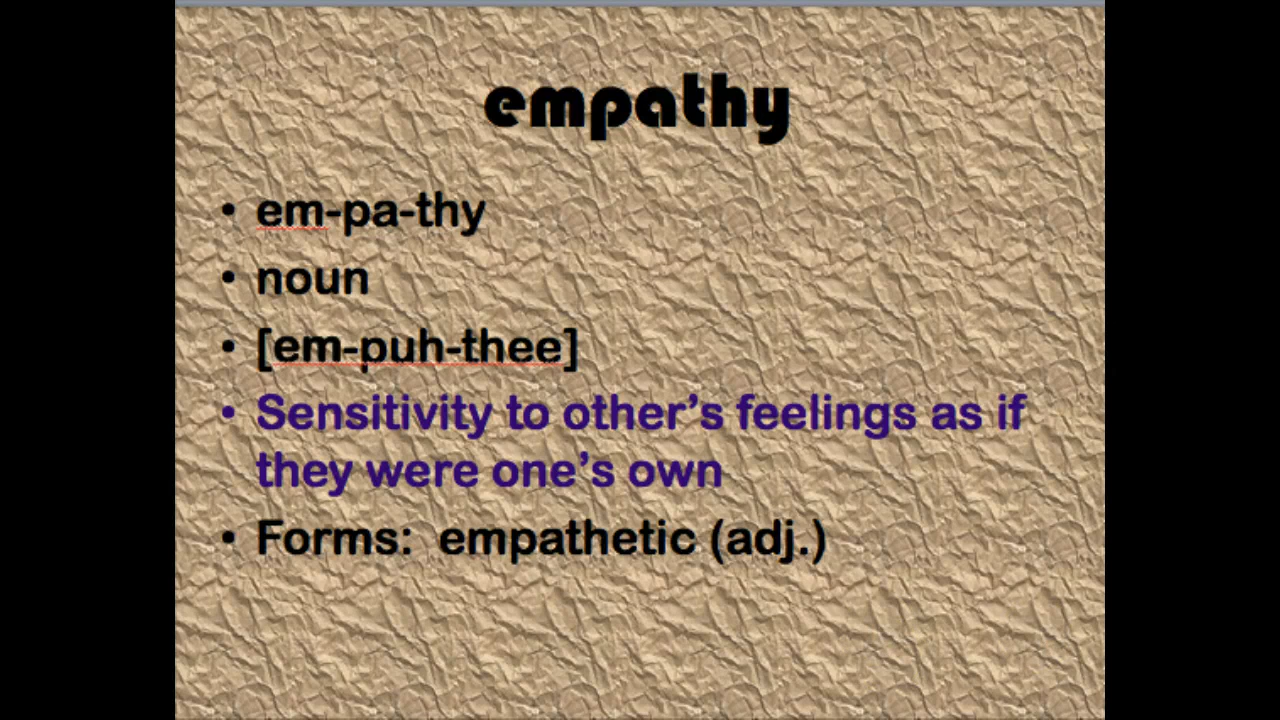 empathy
• em-pa-thy
• noun
• [em-puh-thee]
• Sensitivity to other’s feelings as if
they were one’s own
• Forms:  empathetic (adj.)